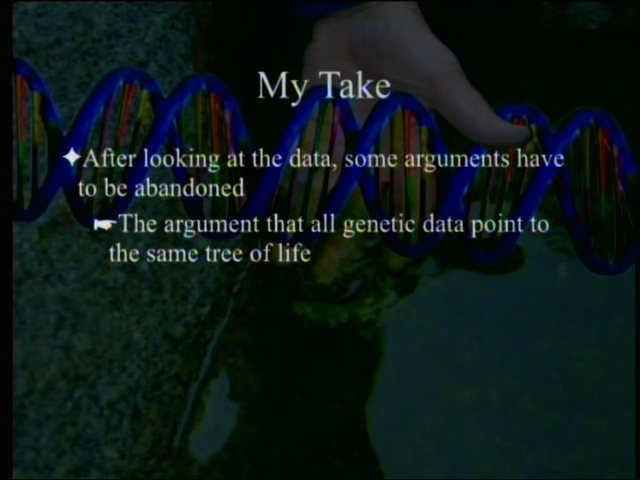 My Take
After looking at the data, some arguments have
to be abandoned
The argument that all genetic data point to
the same tree of life